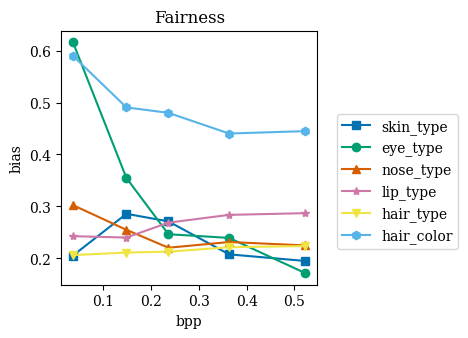 Fairness
0.6
0.5
0.4
0.3
0.2
bias
0.1 0.2 0.3 0.4 0.5
bpp
skin_type
eye_type
nose_type
lip_type
hair_type
hair_color